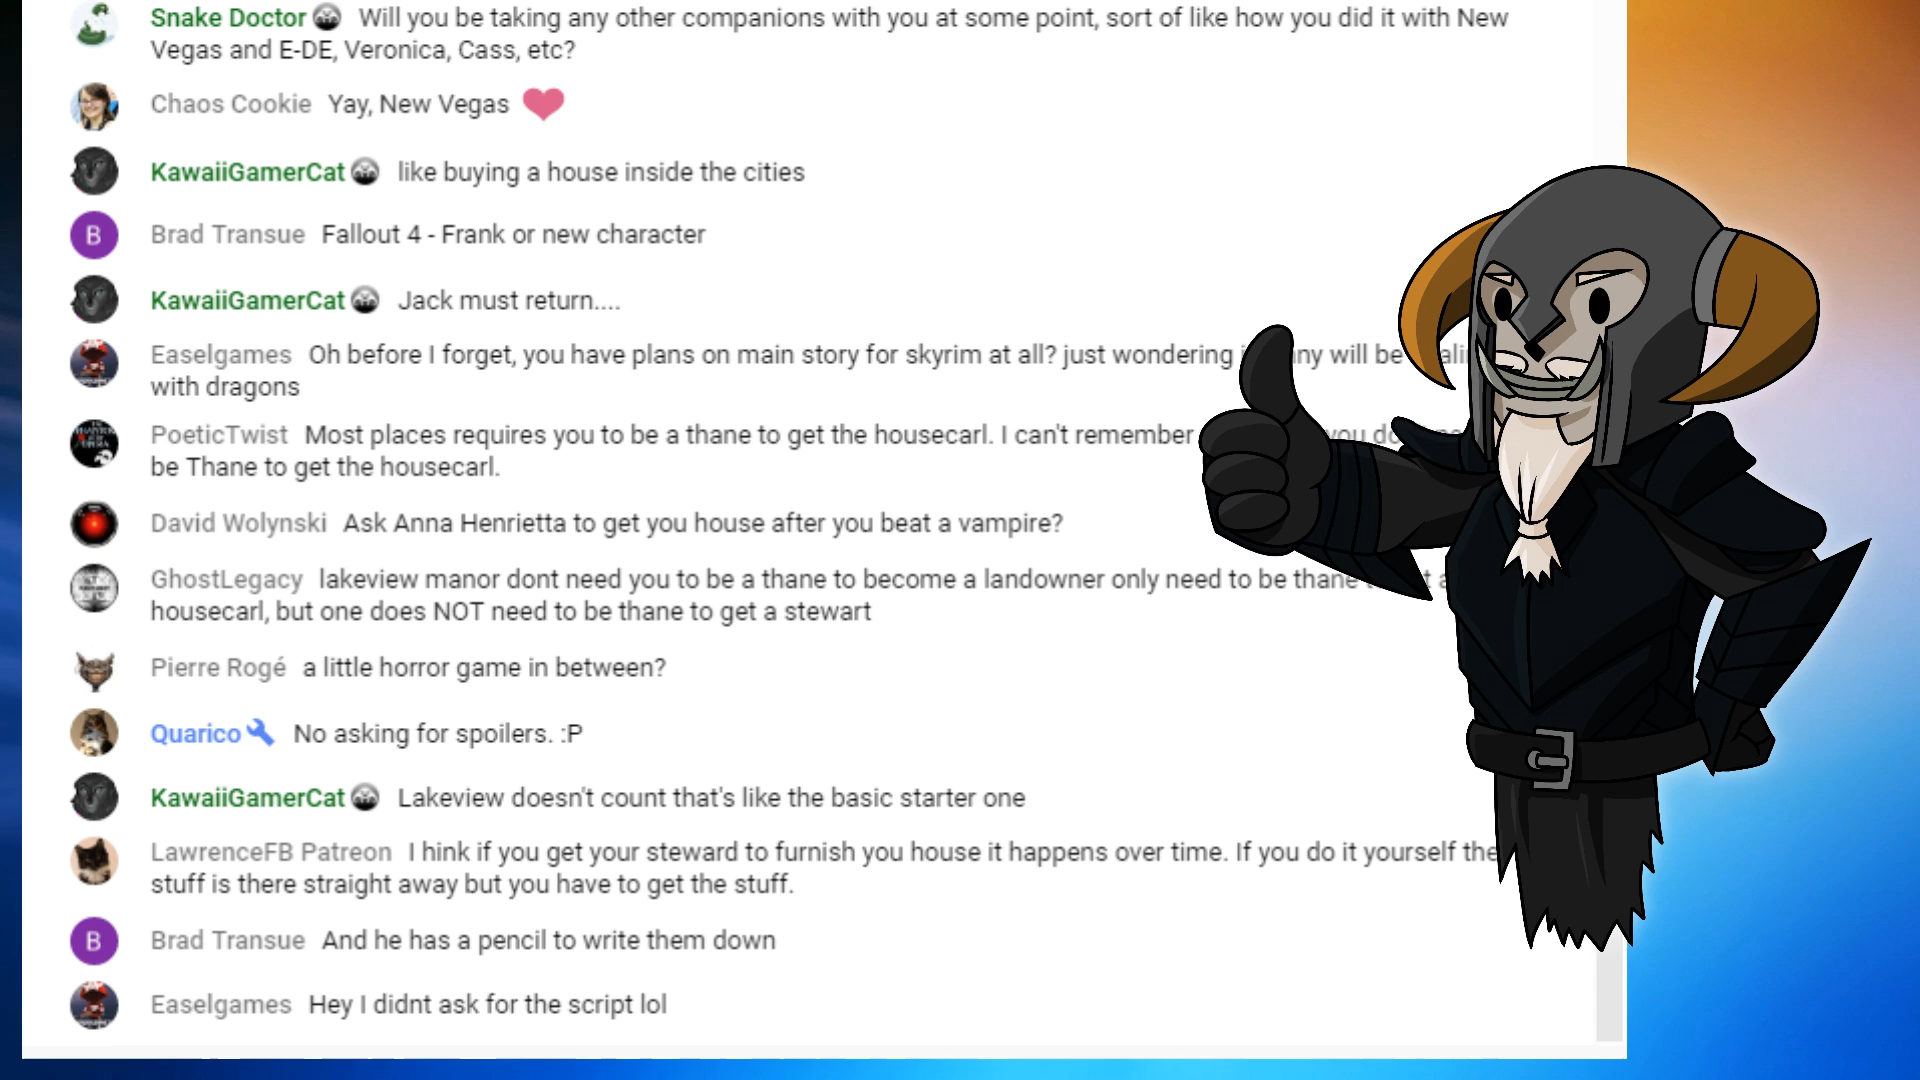 Snake Doctor Will you be taking any other companions with you at some point, sort of like how you did it with New
Vegas and E-DE, Veronica, Cass, etc?
Chaos Cookie Yay, New Vegas
KawaiiGamerCat like buying a house inside the cities
B Brad Transue Fallout 4 - Frank or new character
KawaiiGamerCat Jack must return....
Easelgames Oh before I forget, you have plans on main story for skyrim at all? just wondering will be
with dragons
PoeticTwist Most places requires you to be a thane to get the housecarl. I can't remember you
be Thane to get the housecarl.
David Wolynski Ask Anna Henrietta to get you house after you beat a vampire?
GhostLegacy lakeview manor dont need you to be a thane to become a landowner only need to be thane
housecarl, but one does NOT need to be thane to get a stewart
Pierre Rogé a little horror game in between?
Quarico No asking for spoilers. :P
KawaiiGamerCat Lakeview doesn't count that's like the basic starter one
LawrenceFB Patreon I hink if you get your steward to furnish you house it happens over time. If you do it yourself the
stuff is there straight away but you have to get the stuff.
B Brad Transue And he has a pencil to write them down
Easelgames Hey I didnt ask for the script lol